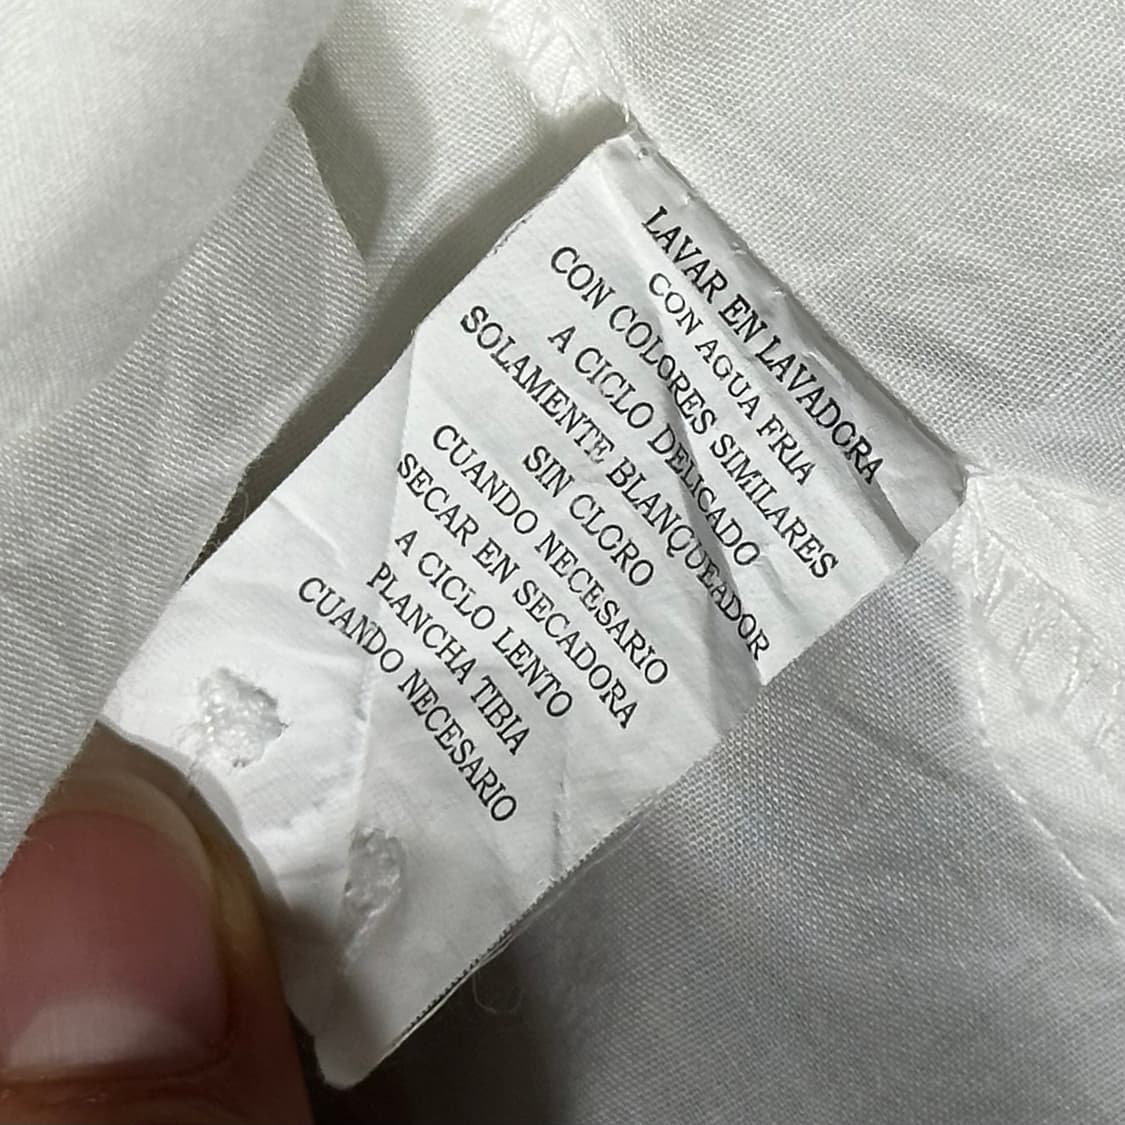 LAVAR EN LAVADORA
CON AGUA FRIA
CON COLORES SIMILARES
A CICLO DELICADO
SOLAMENTE BLANQUEADOR
SIN CLORO
CUANDO NECESARIO
SECAR EN SECADORA
A CICLO LENTO
PLANCHA TIBIA
CUANDO NECESARIO